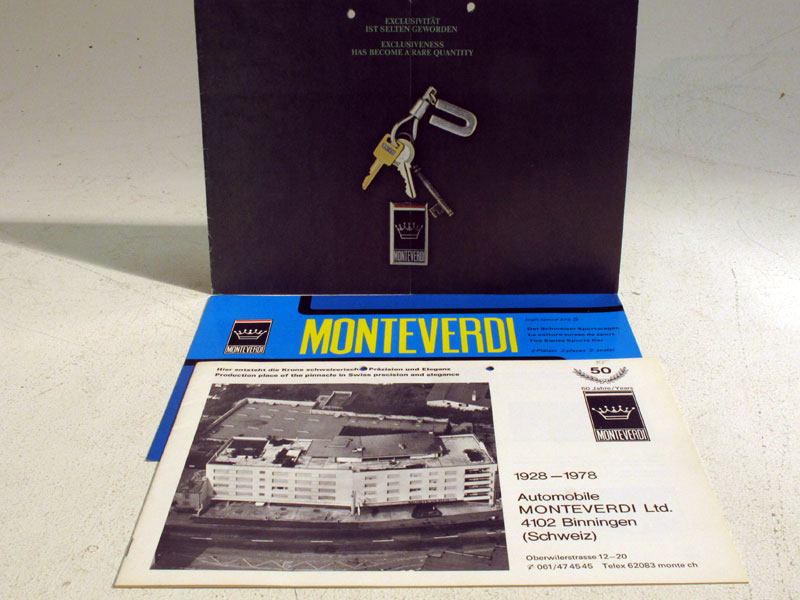 EXCLUSIVITÄT
IST SELTEN GEWORDEN
EXCLUSIVENESS
HAS BECOME A RARE QUANTITY
MONTEVERDI
MONTEVERDI
MONTEVERDI
Der Schweizer Sportwagen
La voiture suisse de sport
The Swiss Sports Car
Hier entsteht die Krone schweizerischer Präzision und Eleganz
Production place of the pinnacle in Swiss precision and elegance
50
50 Jahre/Years
MONTEVERDI
1928–1978
Automobile
MONTEVERDI Ltd.
4102 Binningen
(Schweiz)
Oberwilerstrasse 12–20
✆ 061/47 45 45 Telex 62083 monte ch